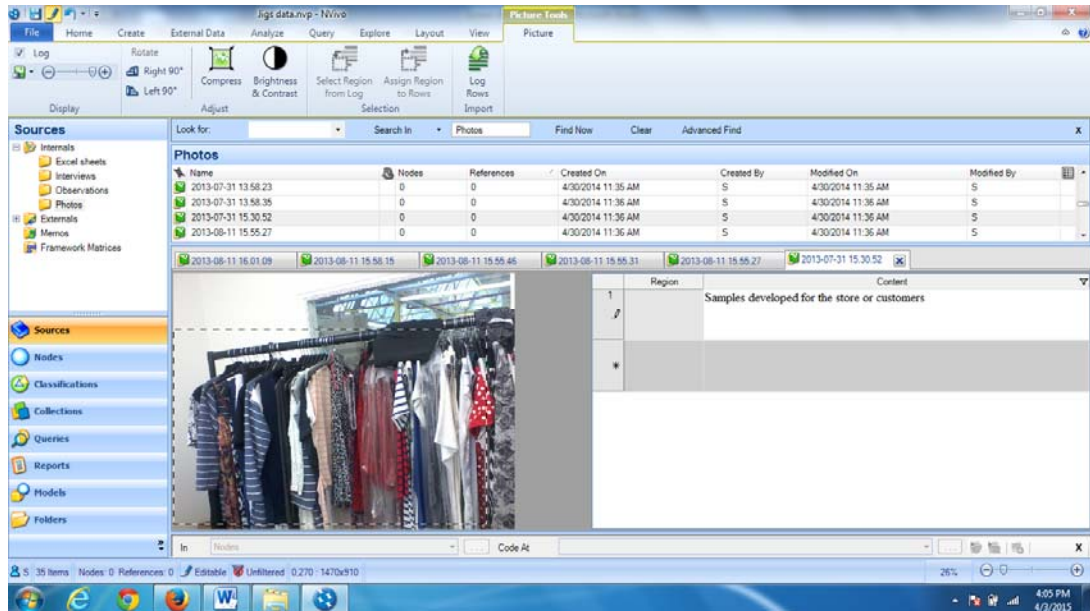 Jigs data.nvp - NVivo
Picture Tools
File Home Create External Data Analyze Query Explore Layout View Picture
Log
Rotate
Right 90°
Left 90°
Compress
Brightness & Contrast
Select Region from Log
Assign Region to Rows
Log Rows
Display Adjust Selection Import
Sources
Internals
Excel sheets
Interviews
Observations
Photos
Externals
Memos
Framework Matrices
Look for: Search In Photos Find Now Clear Advanced Find x
Photos
Name Nodes References Created On Created By Modified On Modified By
2013-07-31 13.58.23 0 0 4/30/2014 11:35 AM S 4/30/2014 11:35 AM S
2013-07-31 13.58.35 0 0 4/30/2014 11:36 AM S 4/30/2014 11:36 AM S
2013-07-31 15.30.52 0 0 4/30/2014 11:36 AM S 4/30/2014 11:36 AM S
2013-08-11 15.55.27 0 0 4/30/2014 11:36 AM S 4/30/2014 11:36 AM S
2013-08-11 16.01.09 2013-08-11 15.58.15 2013-08-11 15.55.46 2013-08-11 15.55.31 2013-08-11 15.55.27 2013-07-31 15.30.52
Region Content
1 Samples developed for the store or customers
Sources
Nodes
Classifications
Collections
Queries
Reports
Models
Folders
In Nodes ... Code At ... X
S 35 Items Nodes: 0 References: 0 Editable Unfiltered 0,270 - 1470x910 26%
4:05 PM
4/3/2015